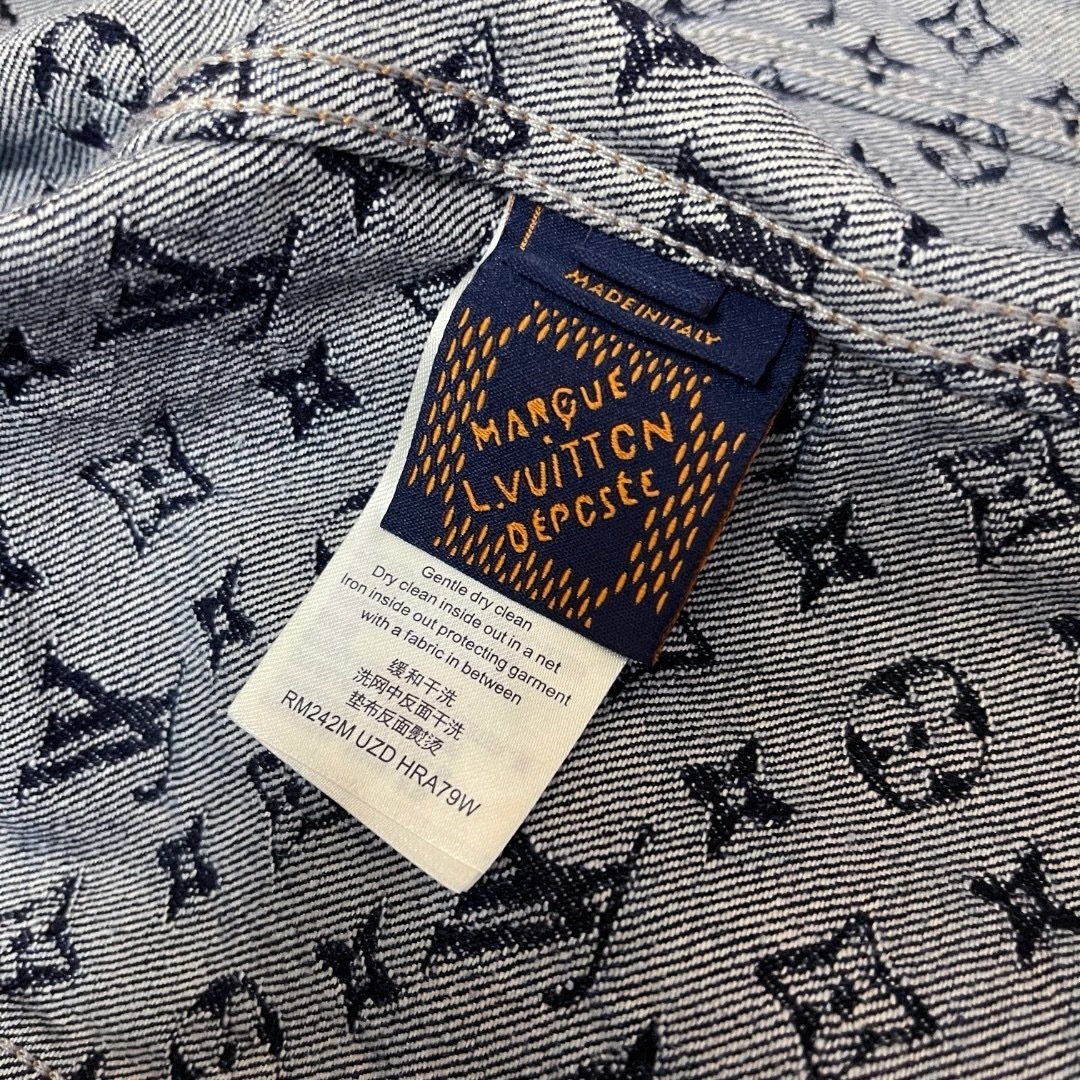 MADE IN ITALY
MARQUE
L.VUITTON
DÉPOSÉE
Gentle dry clean
Dry clean inside out in a net
Iron inside out protecting garment
with a fabric in between
缓和干洗
洗网中反面干洗
垫布反面熨烫
RM242M UZD HRA79W